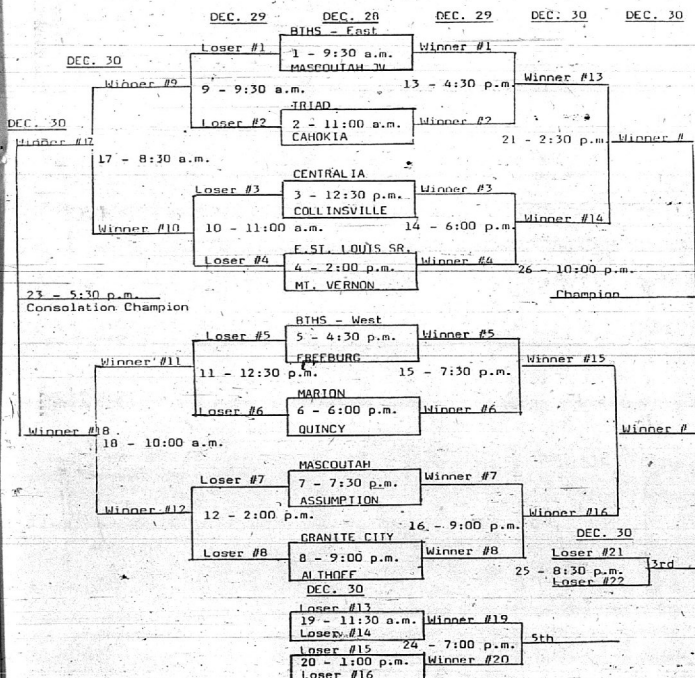 DEC. 29 DEC. 28 DEC. 29 DEC. 30 DEC. 30
BTHS - East
Loser #1 Winner #1
1 - 9:30 a.m.
DEC. 30
MASCOUTAH JV
Winner #9 9 - 9:30 a.m. 13 - 4:30 p.m. Winner #13
TRIAD
Loser #2 2 - 11:00 a.m. Winner #2
DEC. 30
CAHOKIA
Winner #17 21 - 2:30 p.m. Winner #
17 - 8:30 a.m.
CENTRALIA
Loser #3 3 - 12:30 p.m. Winner #3
COLLINSVILLE
Winner #10 10 - 11:00 a.m. 14 - 6:00 p.m. Winner #14
E.ST. LOUIS SR.
Loser #4 4 - 2:00 p.m. Winner #4
26 - 10:00 p.m.
MT. VERNON
23 - 5:30 p.m. Champion
Consolation Champion
BTHS - West
Loser #5 5 - 4:30 p.m. Winner #5
FREEBURG
Winner #11 11 - 12:30 p.m. 15 - 7:30 p.m. Winner #15
MARION
Loser #6 6 - 6:00 p.m. Winner #6
QUINCY
Winner #18 Winner #
18 - 10:00 a.m.
MASCOUTAH
Loser #7 7 - 7:30 p.m. Winner #7
ASSUMPTION
Winner #12 12 - 2:00 p.m. 16 - 9:00 p.m. Winner #16
GRANITE CITY DEC. 30
Loser #8 8 - 9:00 p.m. Winner #8 Loser #21
25 - 8:30 p.m. 3rd
ALTHOFF Loser #22
DEC. 30
Loser #13
19 - 11:30 a.m. Winner #19
Loser #14
24 - 7:00 p.m. 5th
Loser #15
20 - 1:00 p.m. Winner #20
Loser #16